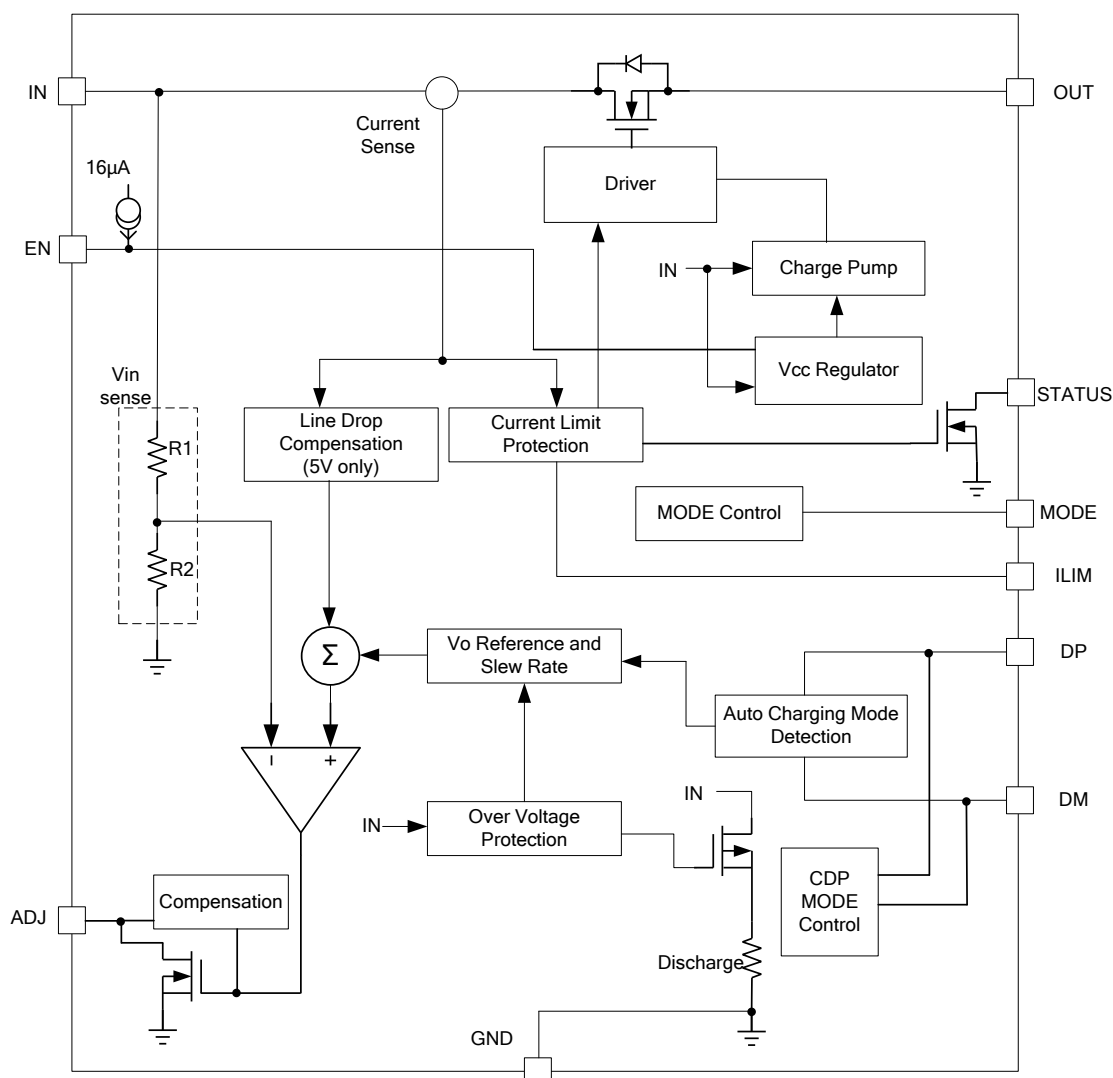 IN
OUT
Current
Sense
16µA
Driver
EN
IN
Charge Pump
Vcc Regulator
Vin
sense
STATUS
R1
Line Drop
Compensation
(5V only)
Current Limit
Protection
MODE Control
MODE
R2
ILIM
Σ
Vo Reference and
Slew Rate
DP
Auto Charging Mode
Detection
− +
IN
DM
IN
Over Voltage
Protection
CDP
MODE
Control
Compensation
ADJ
Discharge
GND